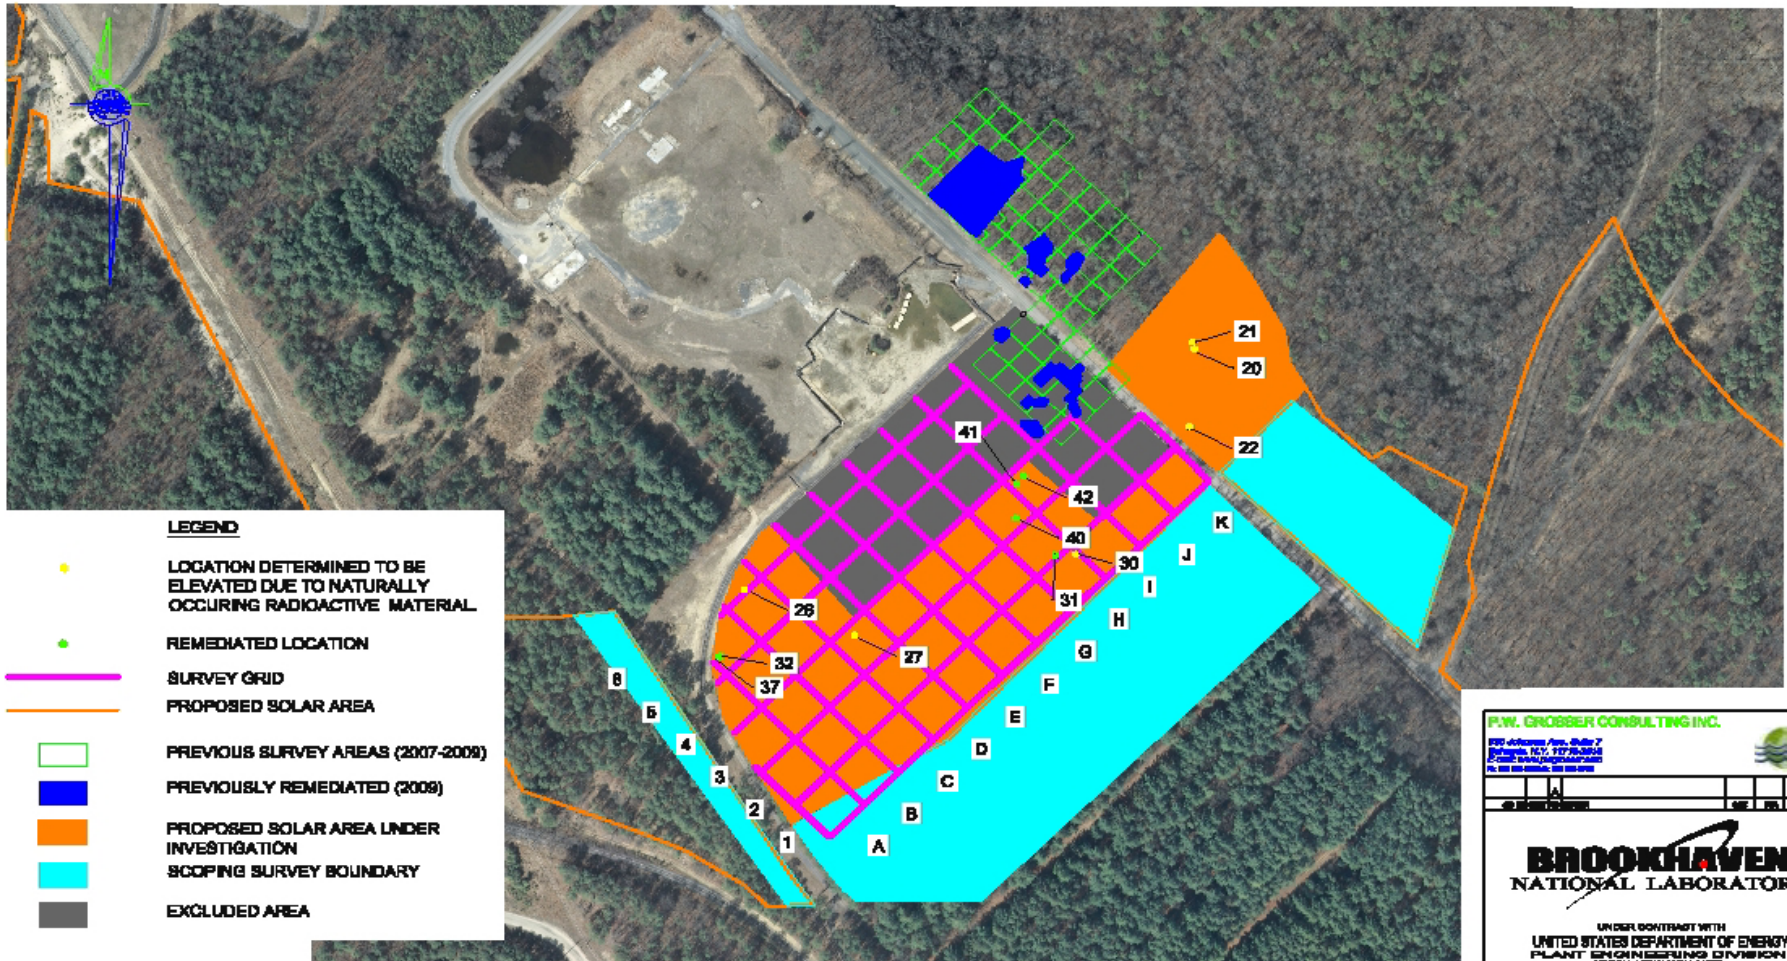 21
20
22
41
42
40
30
31
26
27
32
37
K
J
I
H
G
F
E
D
C
B
A
6
5
4
3
2
1
LEGEND
LOCATION DETERMINED TO BE
ELEVATED DUE TO NATURALLY
OCCURING RADIOACTIVE MATERIAL
REMEDIATED LOCATION
SURVEY GRID
PROPOSED SOLAR AREA
PREVIOUS SURVEY AREAS (2007-2009)
PREVIOUSLY REMEDIATED (2009)
PROPOSED SOLAR AREA UNDER
INVESTIGATION
SCOPING SURVEY BOUNDARY
EXCLUDED AREA
P.W. GROSSER CONSULTING INC.
A
BROOKHAVEN
NATIONAL LABORATOR
UNDER CONTRACT WITH
UNITED STATES DEPARTMENT OF ENERGY
PLANT ENGINEERING DIVISION